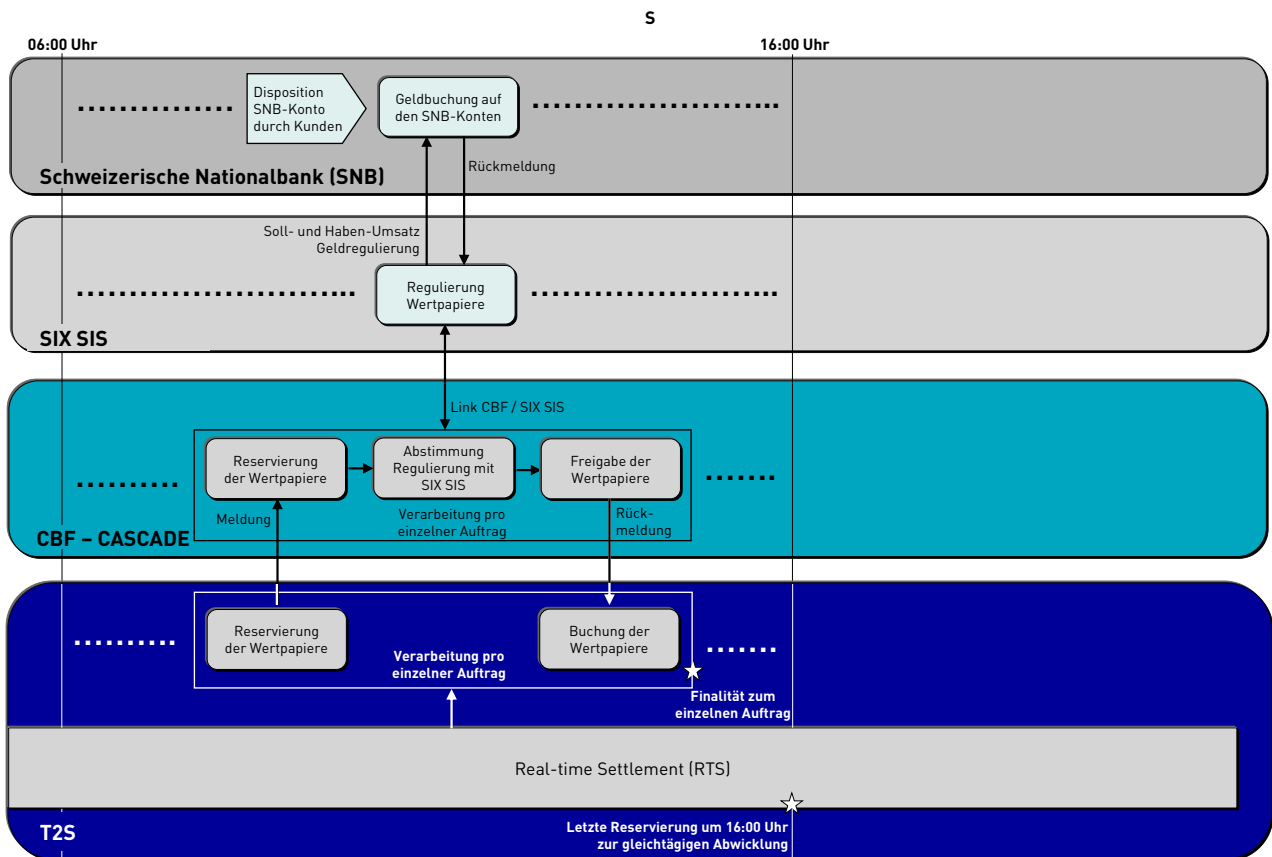 S
06:00 Uhr
16:00 Uhr
Disposition
SNB-Konto
durch Kunden
Geldbuchung auf
den SNB-Konten
Rückmeldung
Schweizerische Nationalbank (SNB)
Soll- und Haben-Umsatz
Geldregulierung
Regulierung
Wertpapiere
SIX SIS
Link CBF / SIX SIS
Reservierung
der Wertpapiere
Abstimmung
Regulierung mit
SIX SIS
Freigabe der
Wertpapiere
Meldung
Verarbeitung pro
einzelner Auftrag
Rück-
meldung
CBF – CASCADE
Reservierung
der Wertpapiere
Buchung der
Wertpapiere
Verarbeitung pro
einzelner Auftrag
Finalität zum
einzelnen Auftrag
Real-time Settlement (RTS)
T2S
Letzte Reservierung um 16:00 Uhr
zur gleichtägigen Abwicklung